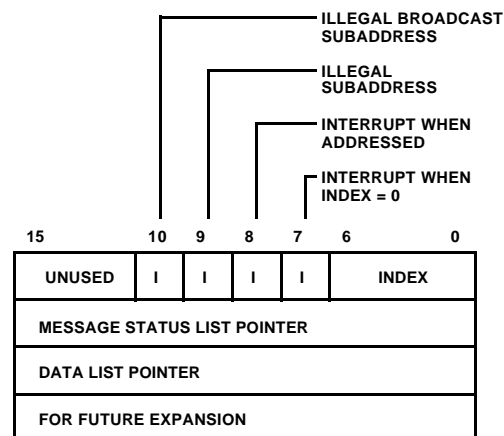 ILLEGAL BROADCAST
SUBADDRESS
ILLEGAL
SUBADDRESS
INTERRUPT WHEN
ADDRESSED
INTERRUPT WHEN
INDEX = 0
15 10 9 8 7 6 0
UNUSED I I I I INDEX
MESSAGE STATUS LIST POINTER
DATA LIST POINTER
FOR FUTURE EXPANSION